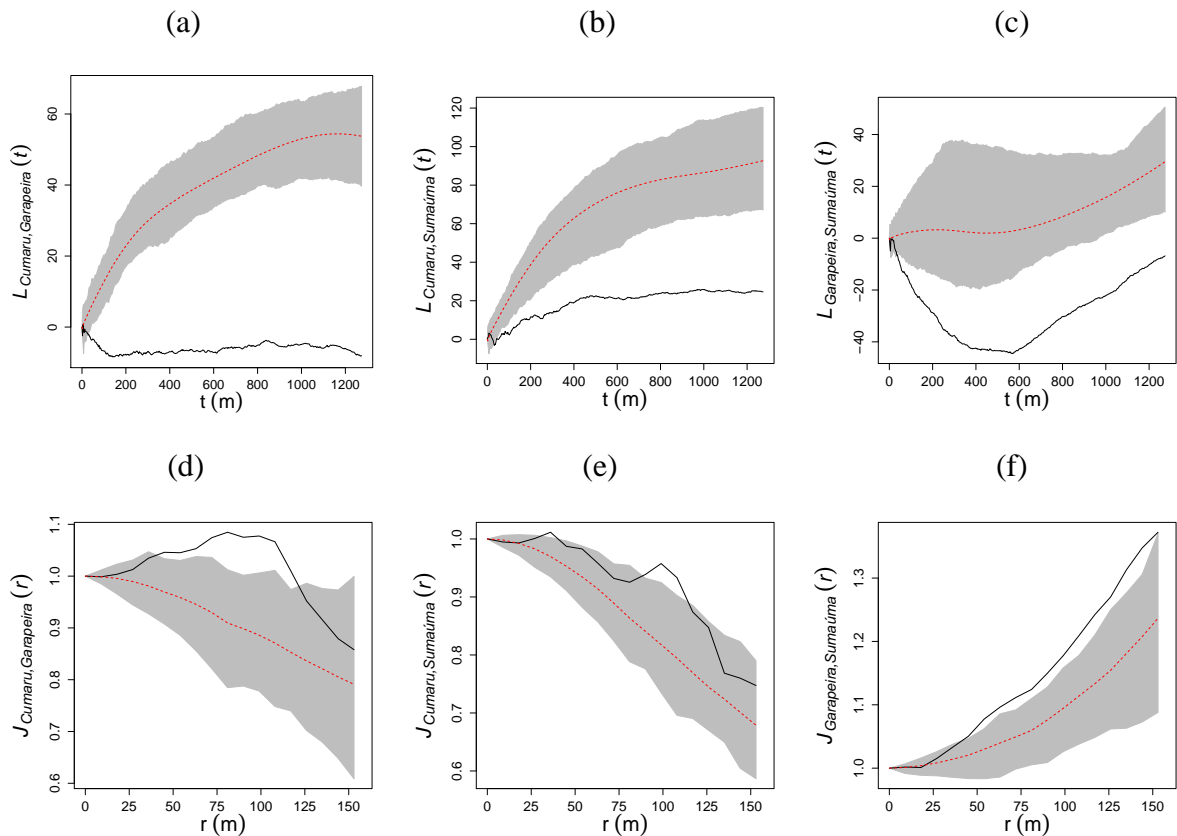 (a)
(b)
(c)
L Cumaru,Garapeira (t)
0 20 40 60
0 200 400 600 800 1000 1200
t (m)
L Cumaru,Sumaúma (t)
0 20 40 60 80 100 120
0 200 400 600 800 1000 1200
t (m)
L Garapeira,Sumaúma (t)
−40 −20 0 20 40
0 200 400 600 800 1000 1200
t (m)
(d)
(e)
(f)
J Cumaru,Garapeira (r)
0.6 0.7 0.8 0.9 1.0 1.1
0 25 50 75 100 125 150
r (m)
J Cumaru,Sumaúma (r)
0.6 0.7 0.8 0.9 1.0
0 25 50 75 100 125 150
r (m)
J Garapeira,Sumaúma (r)
1.0 1.1 1.2 1.3
0 25 50 75 100 125 150
r (m)